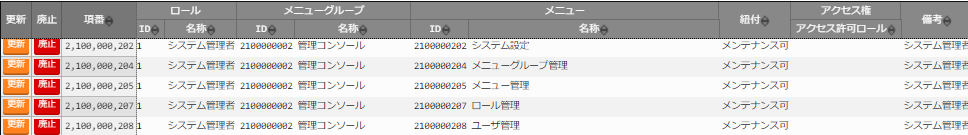 更新 廃止 項番 ロール メニューグループ メニュー 紐付 アクセス権 備考
ID 名称 ID 名称 ID 名称 アクセス許可ロール
更新 廃止 2,100,000,202 1 システム管理者 2100000002 管理コンソール 2100000202 システム設定 メンテナンス可 システム管
更新 廃止 2,100,000,204 1 システム管理者 2100000002 管理コンソール 2100000204 メニューグループ管理 メンテナンス可 システム管
更新 廃止 2,100,000,205 1 システム管理者 2100000002 管理コンソール 2100000205 メニュー管理 メンテナンス可 システム管
更新 廃止 2,100,000,207 1 システム管理者 2100000002 管理コンソール 2100000207 ロール管理 メンテナンス可 システム管
更新 廃止 2,100,000,208 1 システム管理者 2100000002 管理コンソール 2100000208 ユーザ管理 メンテナンス可 システム管